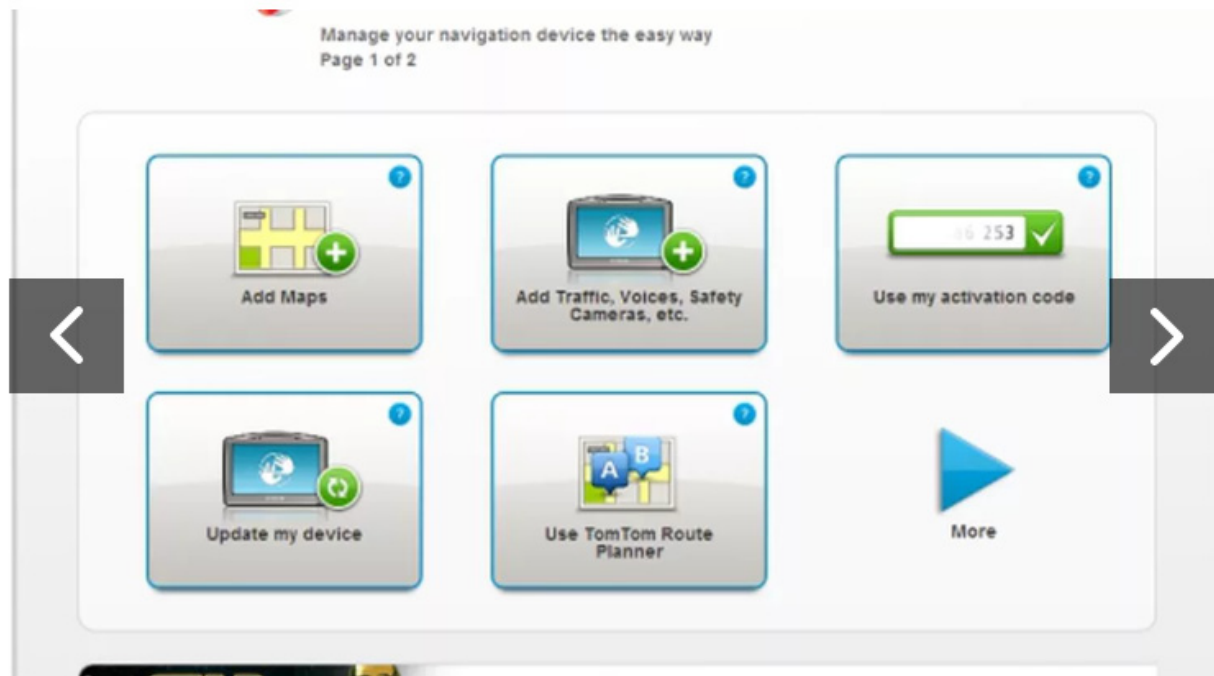 Manage your navigation device the easy way
Page 1 of 2
?
?
?
253
Add Maps
Add Traffic, Voices, Safety
Cameras, etc.
Use my activation code
?
?
A
B
Update my device
Use TomTom Route
Planner
More